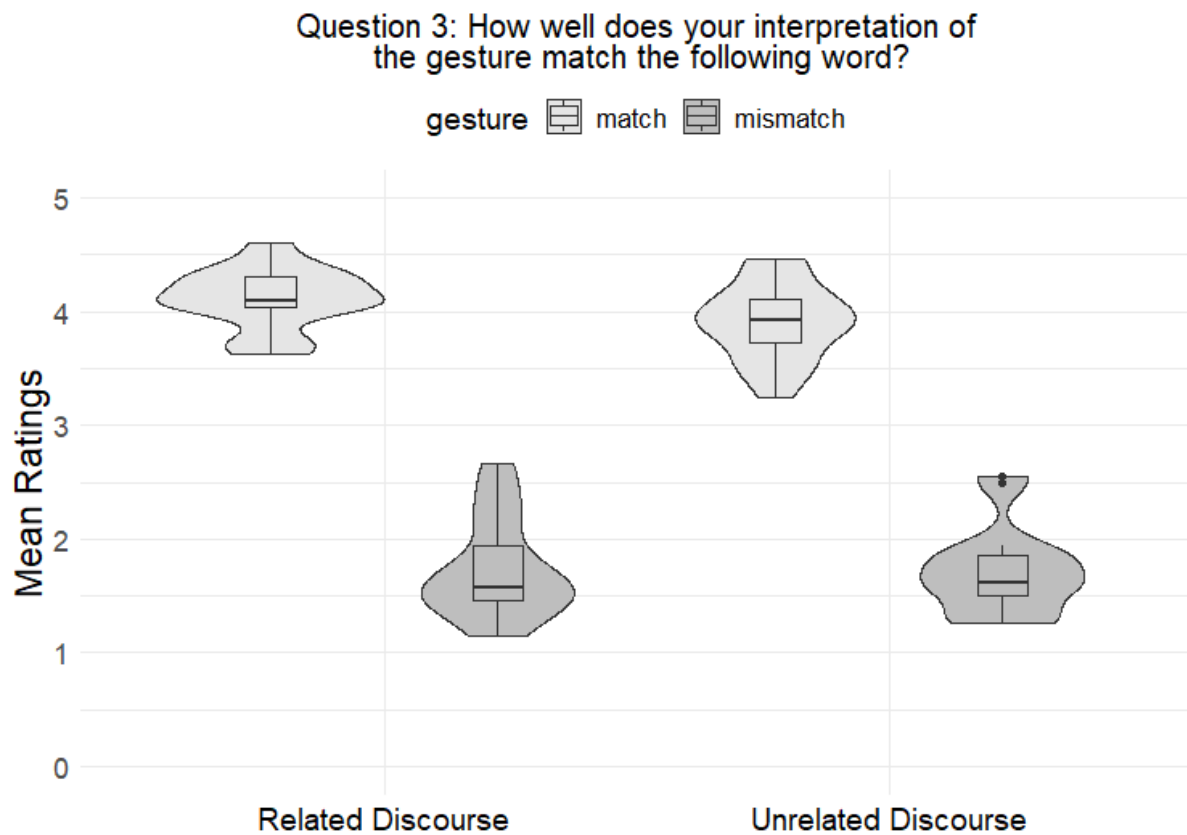 Question 3: How well does your interpretation of
the gesture match the following word?
gesture match mismatch
Mean Ratings
5
4
3
2
1
0
Related Discourse Unrelated Discourse